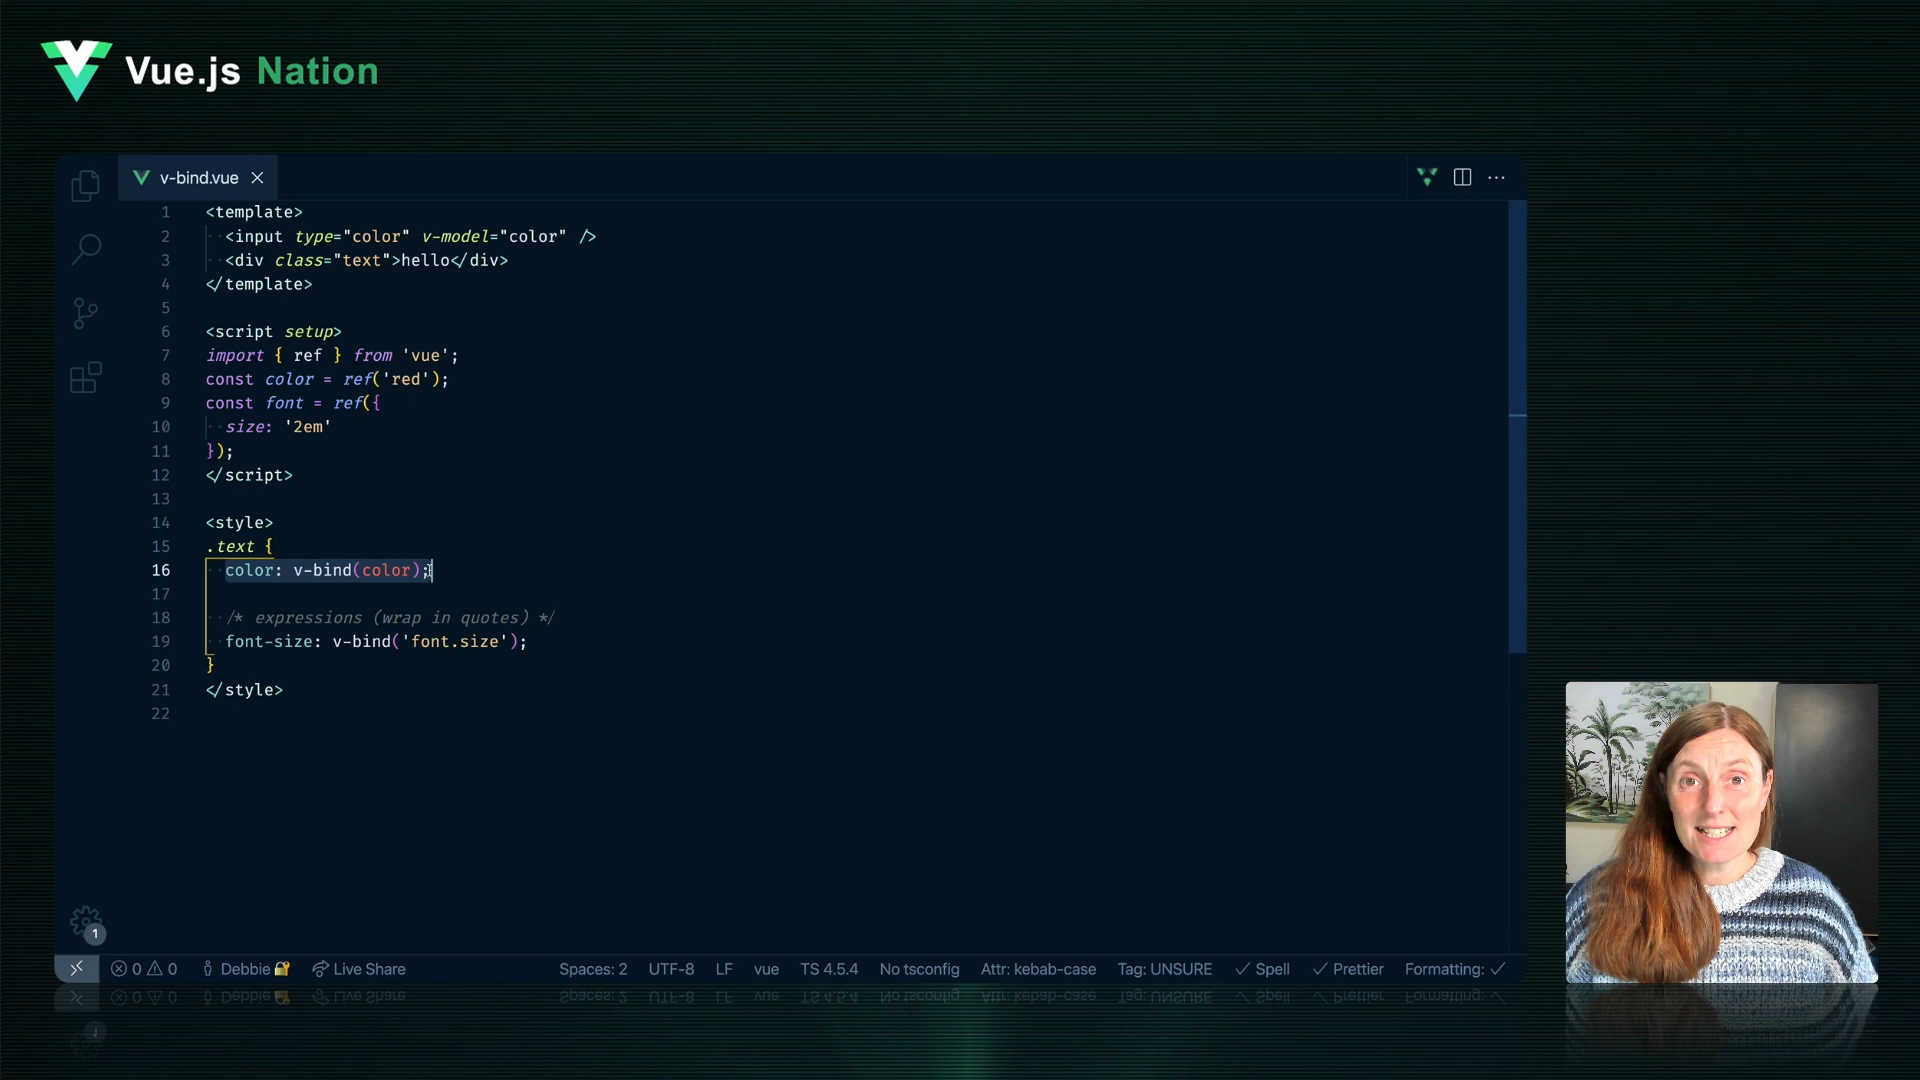 Vue.js Nation
v-bind.vue
1 <template>
2 <input type="color" v-model="color" />
3 <div class="text">hello</div>
4 </template>
5
6 <script setup>
7 import { ref } from 'vue';
8 const color = ref('red');
9 const font = ref({
10 size: '2em'
11 });
12 </script>
13
14 <style>
15 .text {
16 color: v-bind(color);
17
18 /* expressions (wrap in quotes) */
19 font-size: v-bind('font.size');
20 }
21 </style>
22
1
0 0 Debbie Live Share Spaces: 2 UTF-8 LF vue TS 4.5.4 No tsconfig Attr: kebab-case Tag: UNSURE Spell Prettier Formatting: